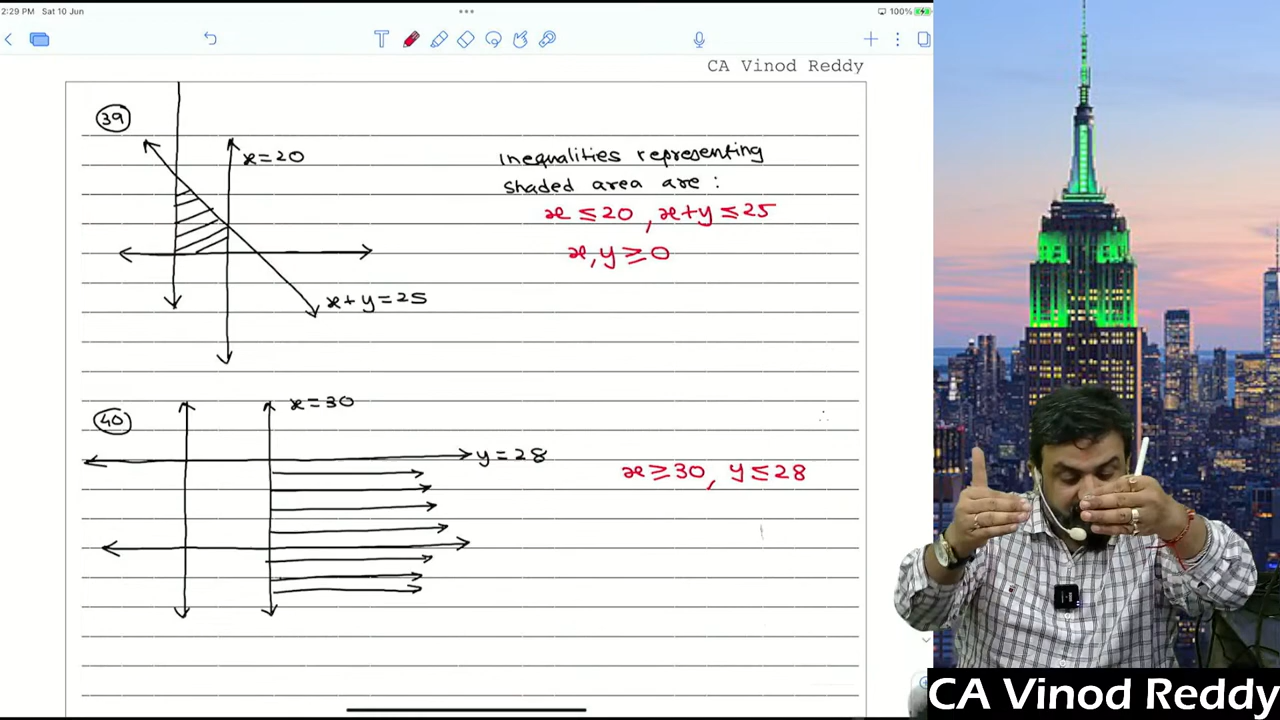 2:29 PM Sat 10 Jun
100%
CA Vinod Reddy
39
x=20
Inequalities representing
shaded area are :
x ≤ 20 , x+y ≤ 25
x, y ≥ 0
x+y = 25
40
x=30
y = 28
x ≥ 30, y ≤ 28
CA Vinod Reddy